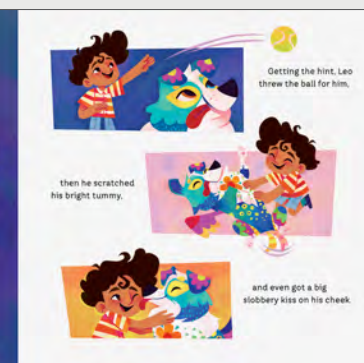 Getting the hint, Leo
threw the ball for him,
then he scratched
his bright tummy,
and even got a big
slobbery kiss on his cheek.